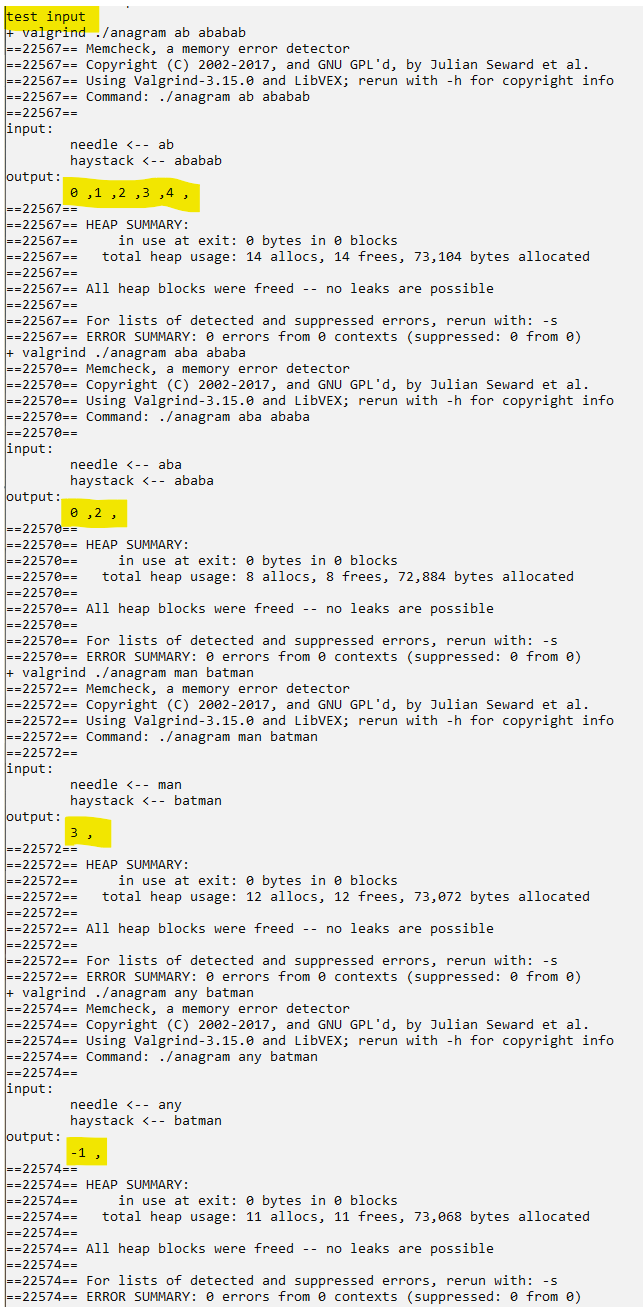 test input
+ valgrind ./anagram ab ababab
==22567== Memcheck, a memory error detector
==22567== Copyright (C) 2002-2017, and GNU GPL'd, by Julian Seward et al.
==22567== Using Valgrind-3.15.0 and LibVEX; rerun with -h for copyright info
==22567== Command: ./anagram ab ababab
==22567==
input:
        needle <-- ab
        haystack <-- ababab
output:
        0 ,1 ,2 ,3 ,4 ,
==22567==
==22567== HEAP SUMMARY:
==22567==     in use at exit: 0 bytes in 0 blocks
==22567==   total heap usage: 14 allocs, 14 frees, 73,104 bytes allocated
==22567==
==22567== All heap blocks were freed -- no leaks are possible
==22567==
==22567== For lists of detected and suppressed errors, rerun with: -s
==22567== ERROR SUMMARY: 0 errors from 0 contexts (suppressed: 0 from 0)
+ valgrind ./anagram aba ababa
==22570== Memcheck, a memory error detector
==22570== Copyright (C) 2002-2017, and GNU GPL'd, by Julian Seward et al.
==22570== Using Valgrind-3.15.0 and LibVEX; rerun with -h for copyright info
==22570== Command: ./anagram aba ababa
==22570==
input:
        needle <-- aba
        haystack <-- ababa
output:
        0 ,2 ,
==22570==
==22570== HEAP SUMMARY:
==22570==     in use at exit: 0 bytes in 0 blocks
==22570==   total heap usage: 8 allocs, 8 frees, 72,884 bytes allocated
==22570==
==22570== All heap blocks were freed -- no leaks are possible
==22570==
==22570== For lists of detected and suppressed errors, rerun with: -s
==22570== ERROR SUMMARY: 0 errors from 0 contexts (suppressed: 0 from 0)
+ valgrind ./anagram man batman
==22572== Memcheck, a memory error detector
==22572== Copyright (C) 2002-2017, and GNU GPL'd, by Julian Seward et al.
==22572== Using Valgrind-3.15.0 and LibVEX; rerun with -h for copyright info
==22572== Command: ./anagram man batman
==22572==
input:
        needle <-- man
        haystack <-- batman
output:
        3 ,
==22572==
==22572== HEAP SUMMARY:
==22572==     in use at exit: 0 bytes in 0 blocks
==22572==   total heap usage: 12 allocs, 12 frees, 73,072 bytes allocated
==22572==
==22572== All heap blocks were freed -- no leaks are possible
==22572==
==22572== For lists of detected and suppressed errors, rerun with: -s
==22572== ERROR SUMMARY: 0 errors from 0 contexts (suppressed: 0 from 0)
+ valgrind ./anagram any batman
==22574== Memcheck, a memory error detector
==22574== Copyright (C) 2002-2017, and GNU GPL'd, by Julian Seward et al.
==22574== Using Valgrind-3.15.0 and LibVEX; rerun with -h for copyright info
==22574== Command: ./anagram any batman
==22574==
input:
        needle <-- any
        haystack <-- batman
output:
        -1 ,
==22574==
==22574== HEAP SUMMARY:
==22574==     in use at exit: 0 bytes in 0 blocks
==22574==   total heap usage: 11 allocs, 11 frees, 73,068 bytes allocated
==22574==
==22574== All heap blocks were freed -- no leaks are possible
==22574==
==22574== For lists of detected and suppressed errors, rerun with: -s
==22574== ERROR SUMMARY: 0 errors from 0 contexts (suppressed: 0 from 0)